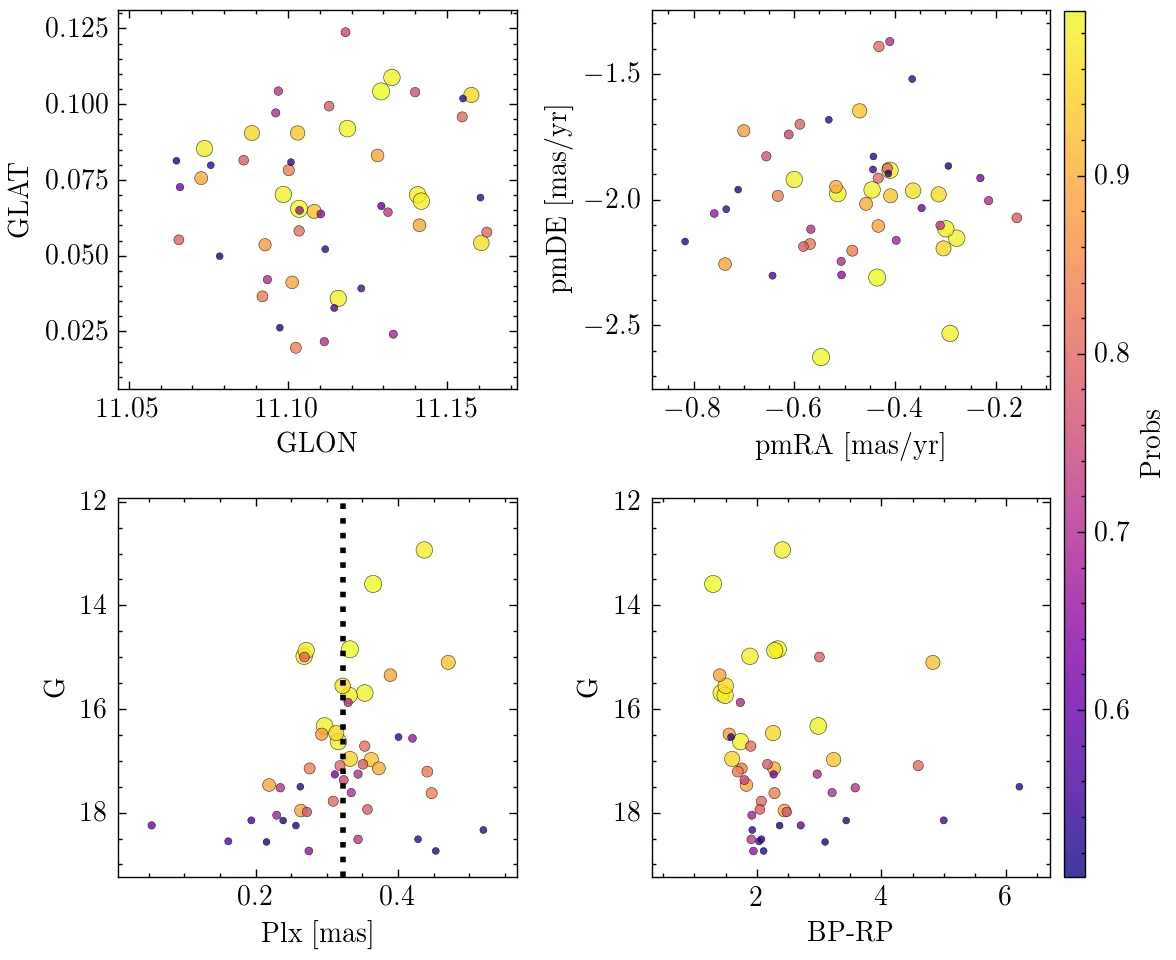 0.125
0.100
0.075
0.050
0.025
GLAT
11.05 11.10 11.15
GLON
−1.5
−2.0
−2.5
pmDE [mas/yr]
−0.8 −0.6 −0.4 −0.2
pmRA [mas/yr]
12
14
16
18
G
0.2 0.4
Plx [mas]
12
14
16
18
G
2 4 6
BP-RP
0.9
0.8
0.7
0.6
Probs